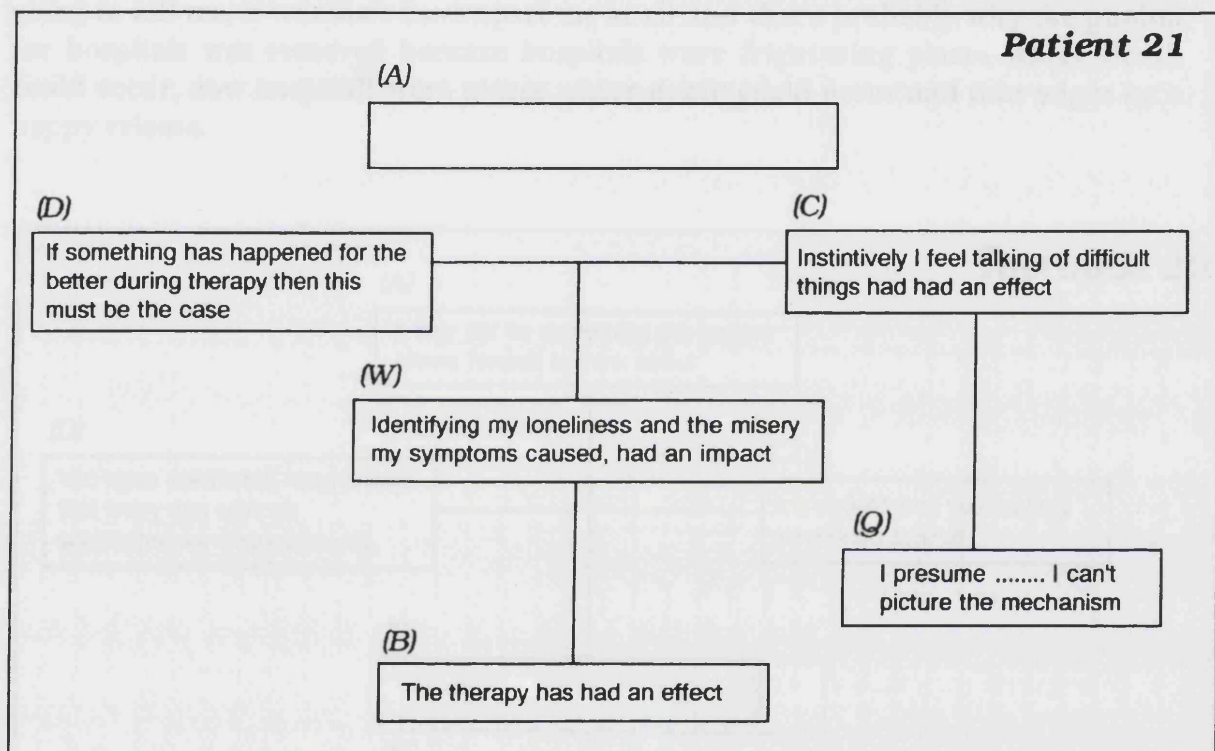 Patient 21
(A)
(D)
If something has happened for the
better during therapy then this
must be the case
(C)
Instintively I feel talking of difficult
things had had an effect
(W)
Identifying my loneliness and the misery
my symptoms caused, had an impact
(Q)
I presume ........ I can't
picture the mechanism
(B)
The therapy has had an effect